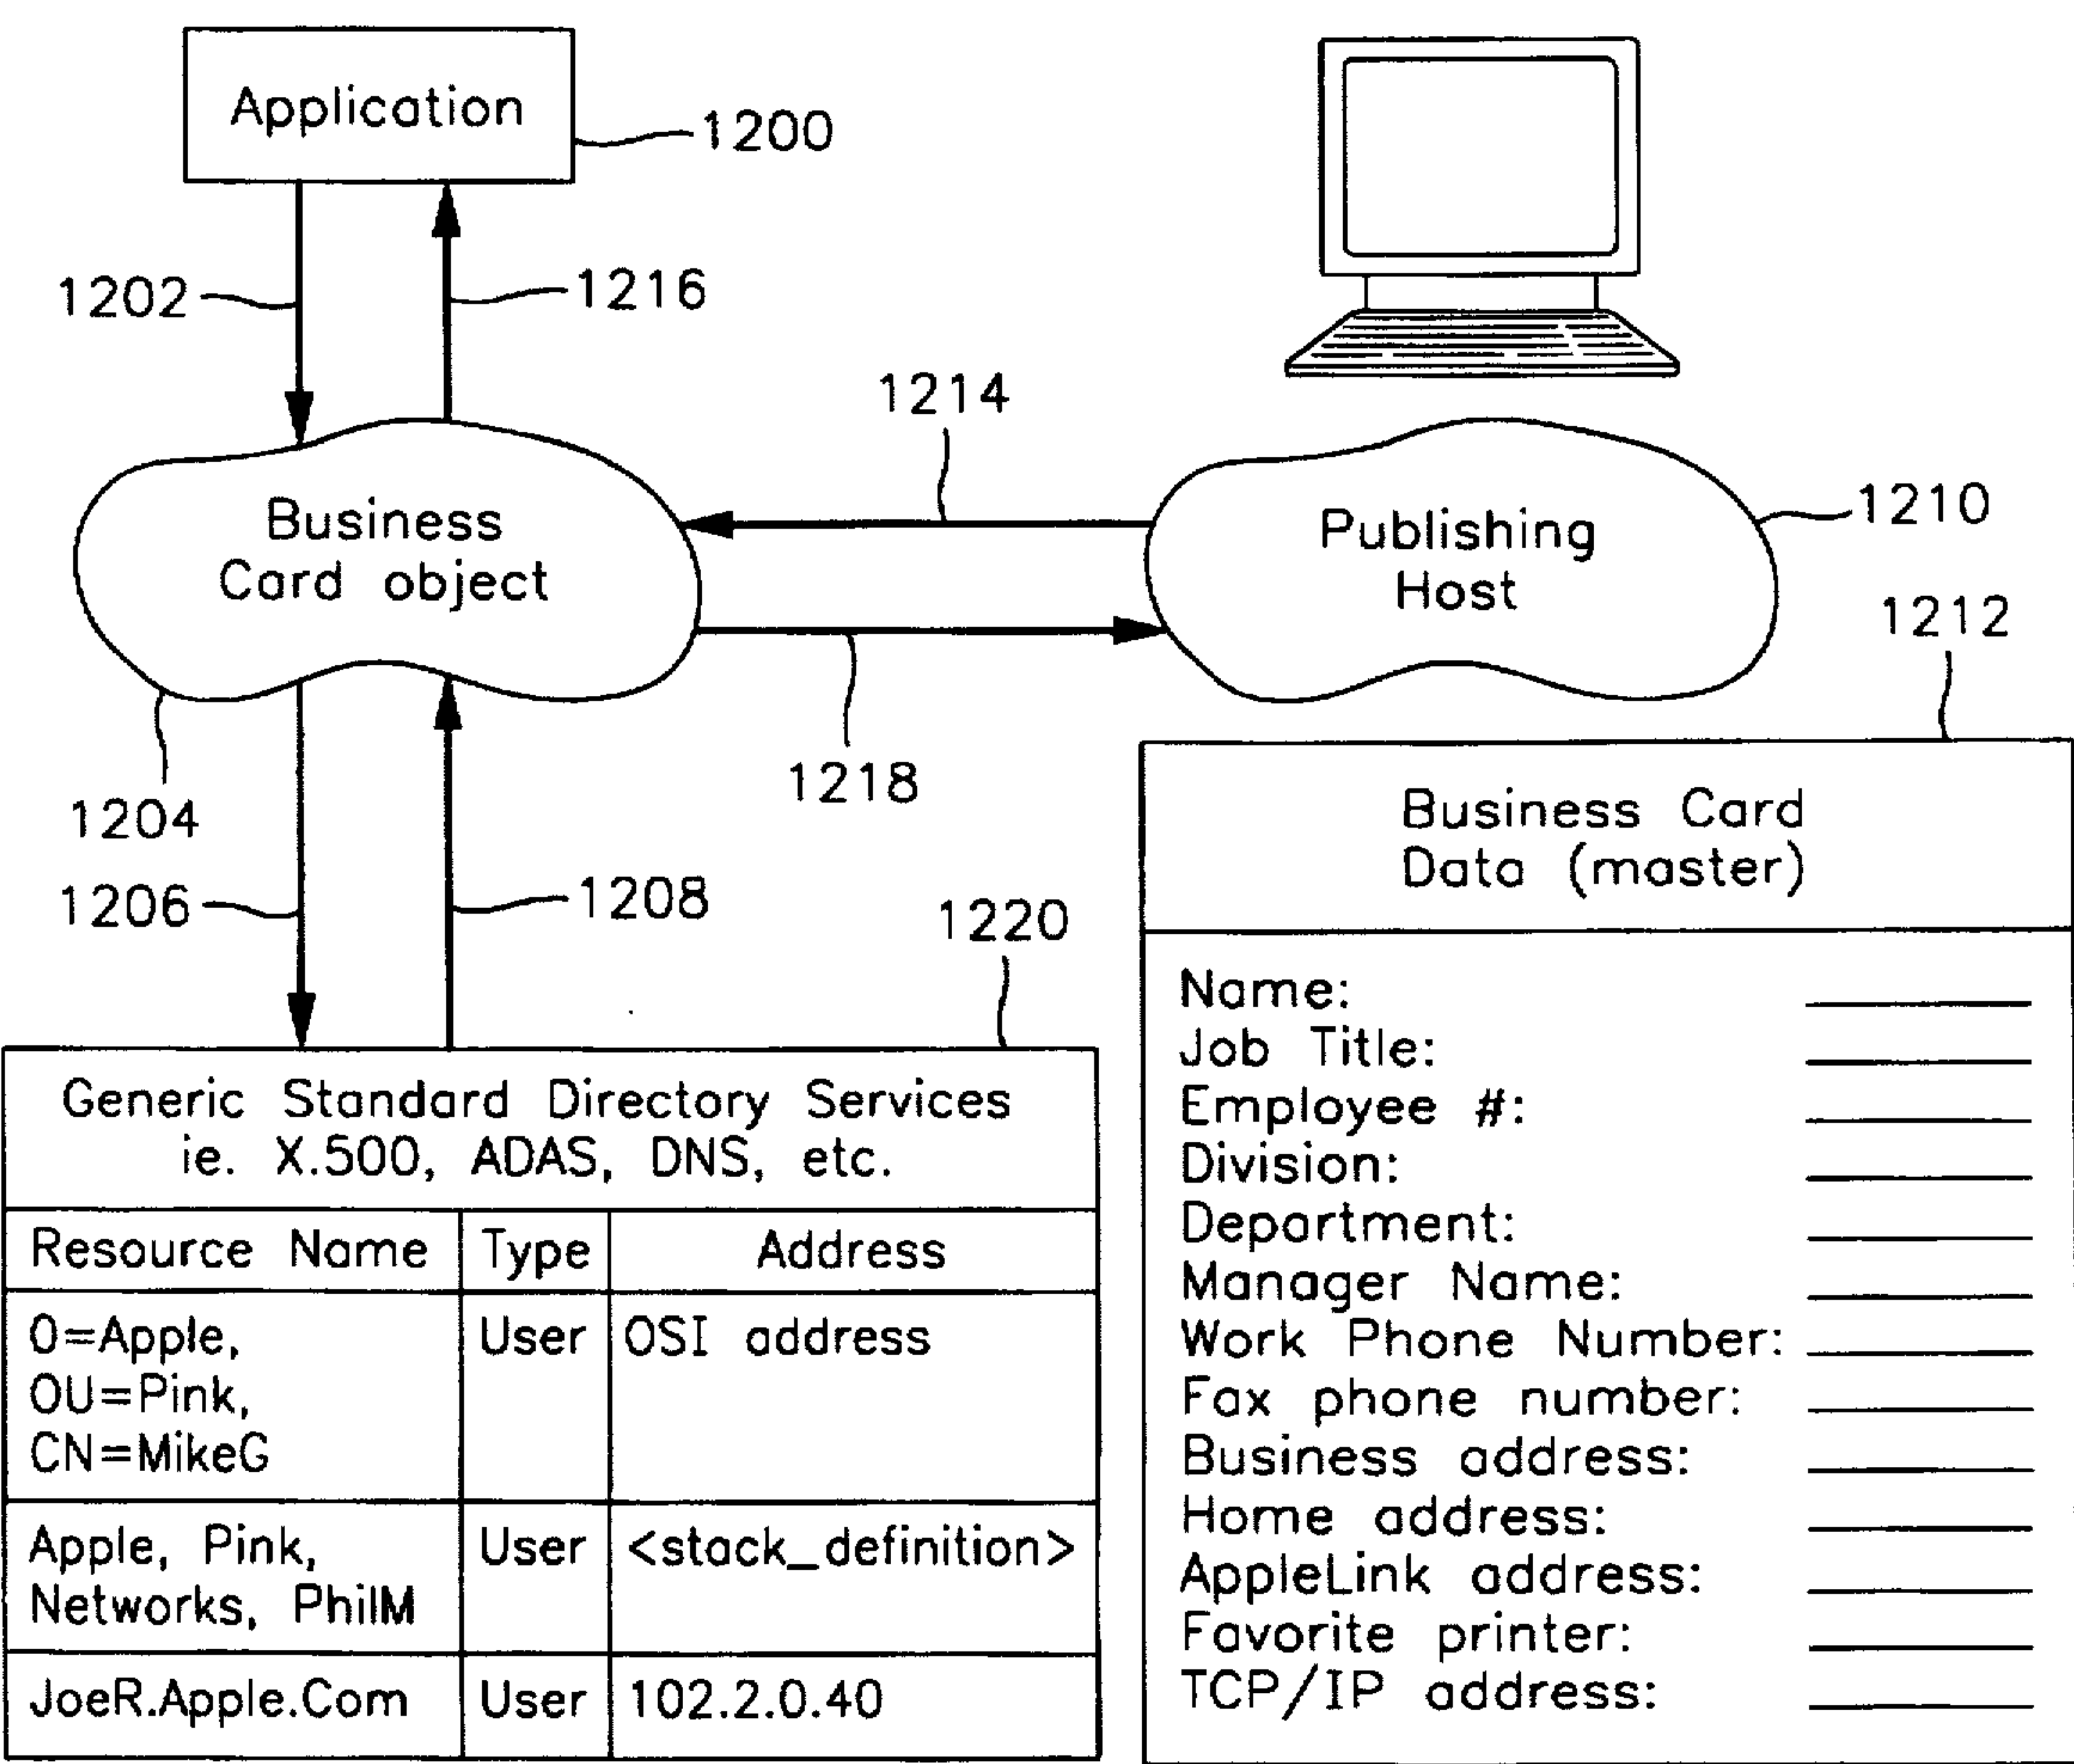 Application
1200
1202
1216
1214
Business
Card object
Publishing
Host
1210
1212
1218
1204
Business Card
Data (master)
1206
1208
1220
Name:
Job Title:
Employee #:
Division:
Department:
Manager Name:
Work Phone Number:
Fax phone number:
Business address:
Home address:
AppleLink address:
Favorite printer:
TCP/IP address:
Generic Standard Directory Services
ie. X.500, ADAS, DNS, etc.
Resource Name Type Address
O=Apple, User OSI address
OU=Pink,
CN=MikeG
Apple, Pink, User <stack_definition>
Networks, PhilM
JoeR.Apple.Com User 102.2.0.40